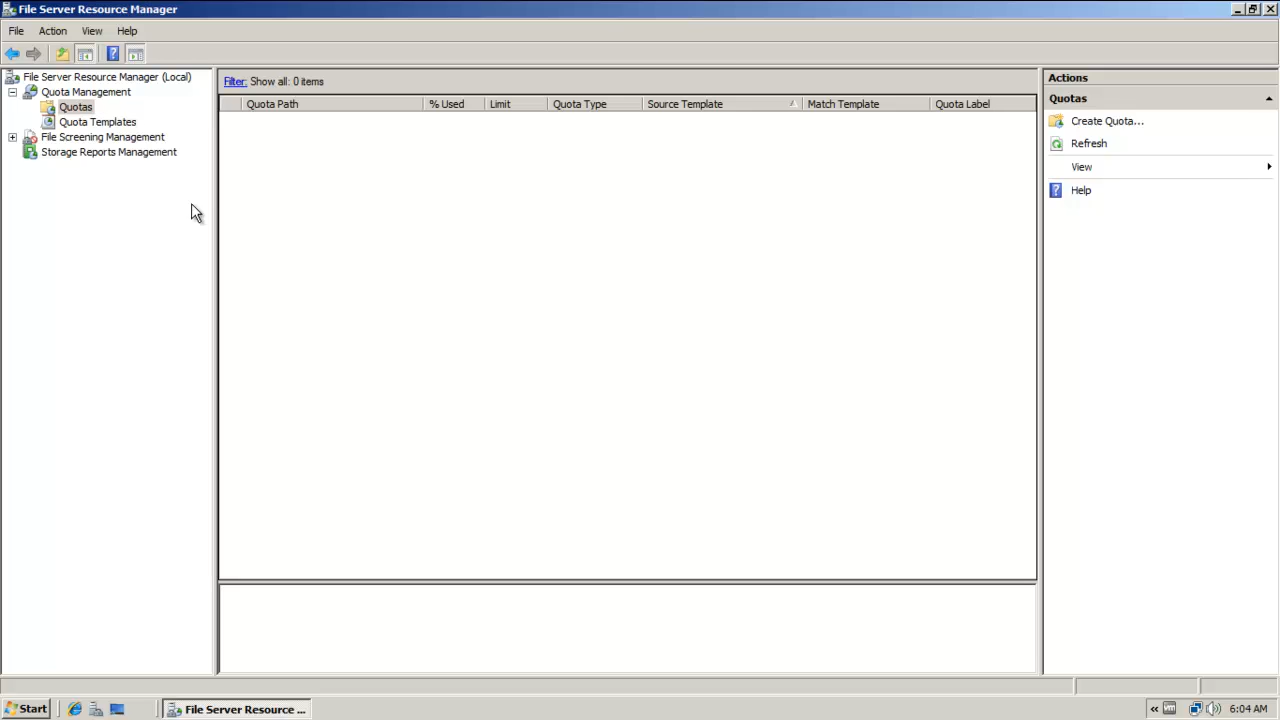 File Server Resource Manager
File Action View Help
File Server Resource Manager (Local)
Quota Management
Quotas
Quota Templates
File Screening Management
Storage Reports Management
Filter: Show all: 0 items
Quota Path % Used Limit Quota Type Source Template Match Template Quota Label
Actions
Quotas
Create Quota...
Refresh
View
Help
Start File Server Resource ... 6:04 AM